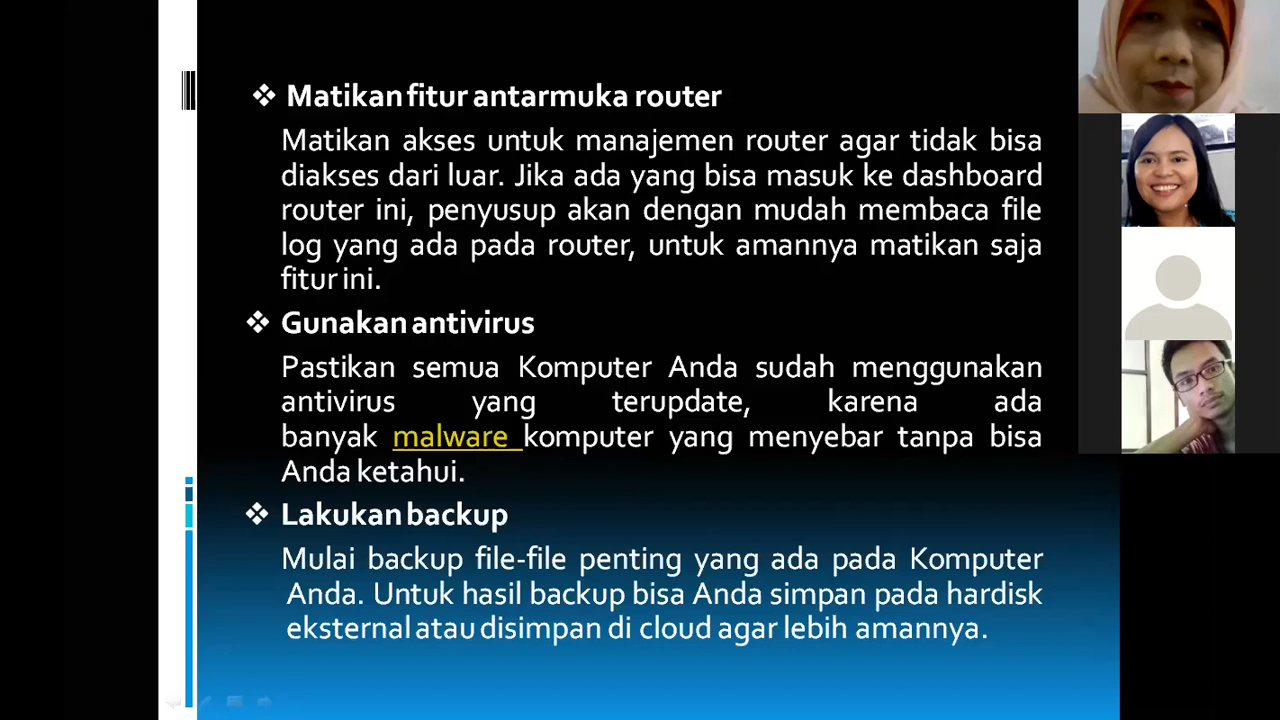 ❖ Matikan fitur antarmuka router
Matikan akses untuk manajemen router agar tidak bisa
diakses dari luar. Jika ada yang bisa masuk ke dashboard
router ini, penyusup akan dengan mudah membaca file
log yang ada pada router, untuk amannya matikan saja
fitur ini.
❖ Gunakan antivirus
Pastikan semua Komputer Anda sudah menggunakan
antivirus yang terupdate, karena ada
banyak malware komputer yang menyebar tanpa bisa
Anda ketahui.
❖ Lakukan backup
Mulai backup file-file penting yang ada pada Komputer
Anda. Untuk hasil backup bisa Anda simpan pada hardisk
eksternal atau disimpan di cloud agar lebih amannya.